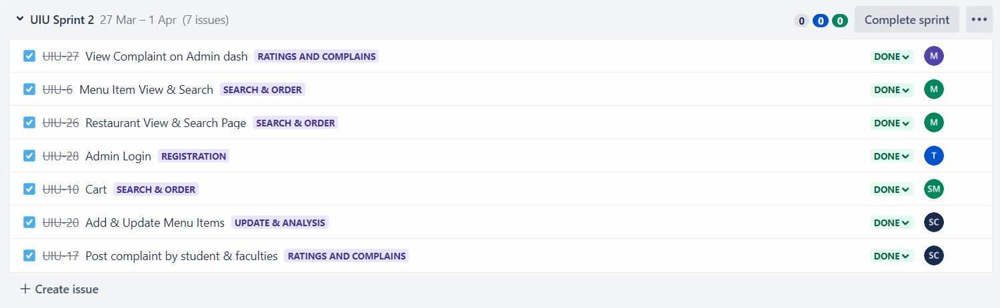 UIU Sprint 2 27 Mar – 1 Apr (7 issues) 0 0 0 Complete sprint
UIU-27 View Complaint on Admin dash RATINGS AND COMPLAINS DONE M
UIU-6 Menu Item View & Search SEARCH & ORDER DONE M
UIU-26 Restaurant View & Search Page SEARCH & ORDER DONE M
UIU-28 Admin Login REGISTRATION DONE T
UIU-10 Cart SEARCH & ORDER DONE SM
UIU-20 Add & Update Menu Items UPDATE & ANALYSIS DONE SC
UIU-17 Post complaint by student & faculties RATINGS AND COMPLAINS DONE SC
Create issue